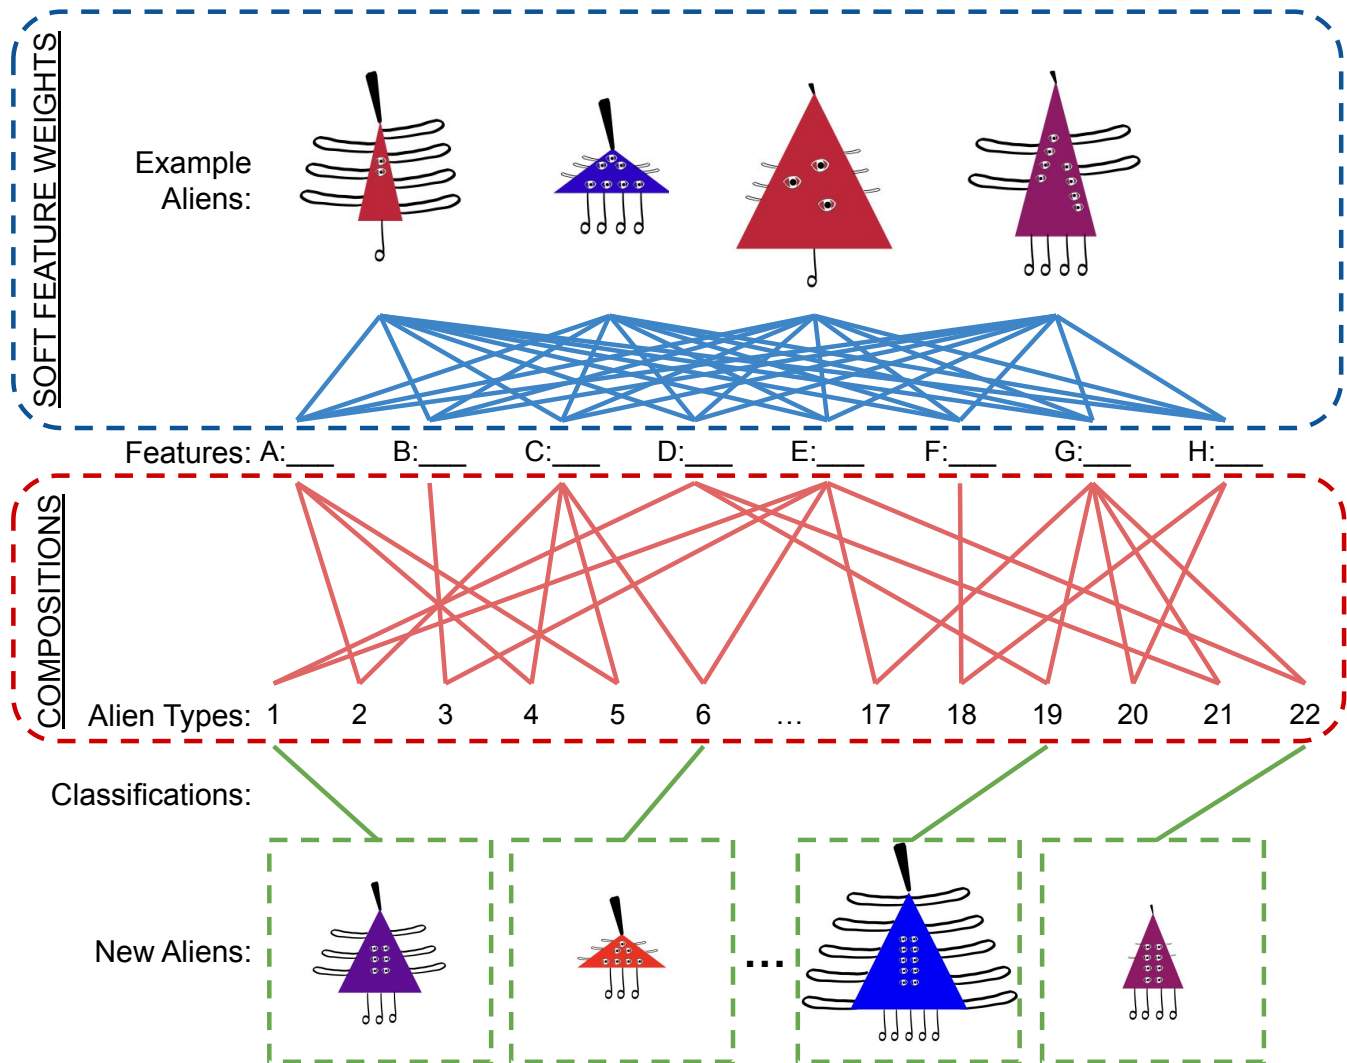 SOFT FEATURE WEIGHTS
Example
Aliens:
Features: A:___ B:___ C:___ D:___ E:___ F:___ G:___ H:___
COMPOSITIONS
Alien Types: 1 2 3 4 5 6 ... 17 18 19 20 21 22
Classifications:
New Aliens: ...